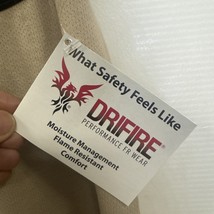 What Safety Feels Like
DRIFIRE®
PERFORMANCE FR WEAR
Moisture Management
Flame Resistant
Comfort